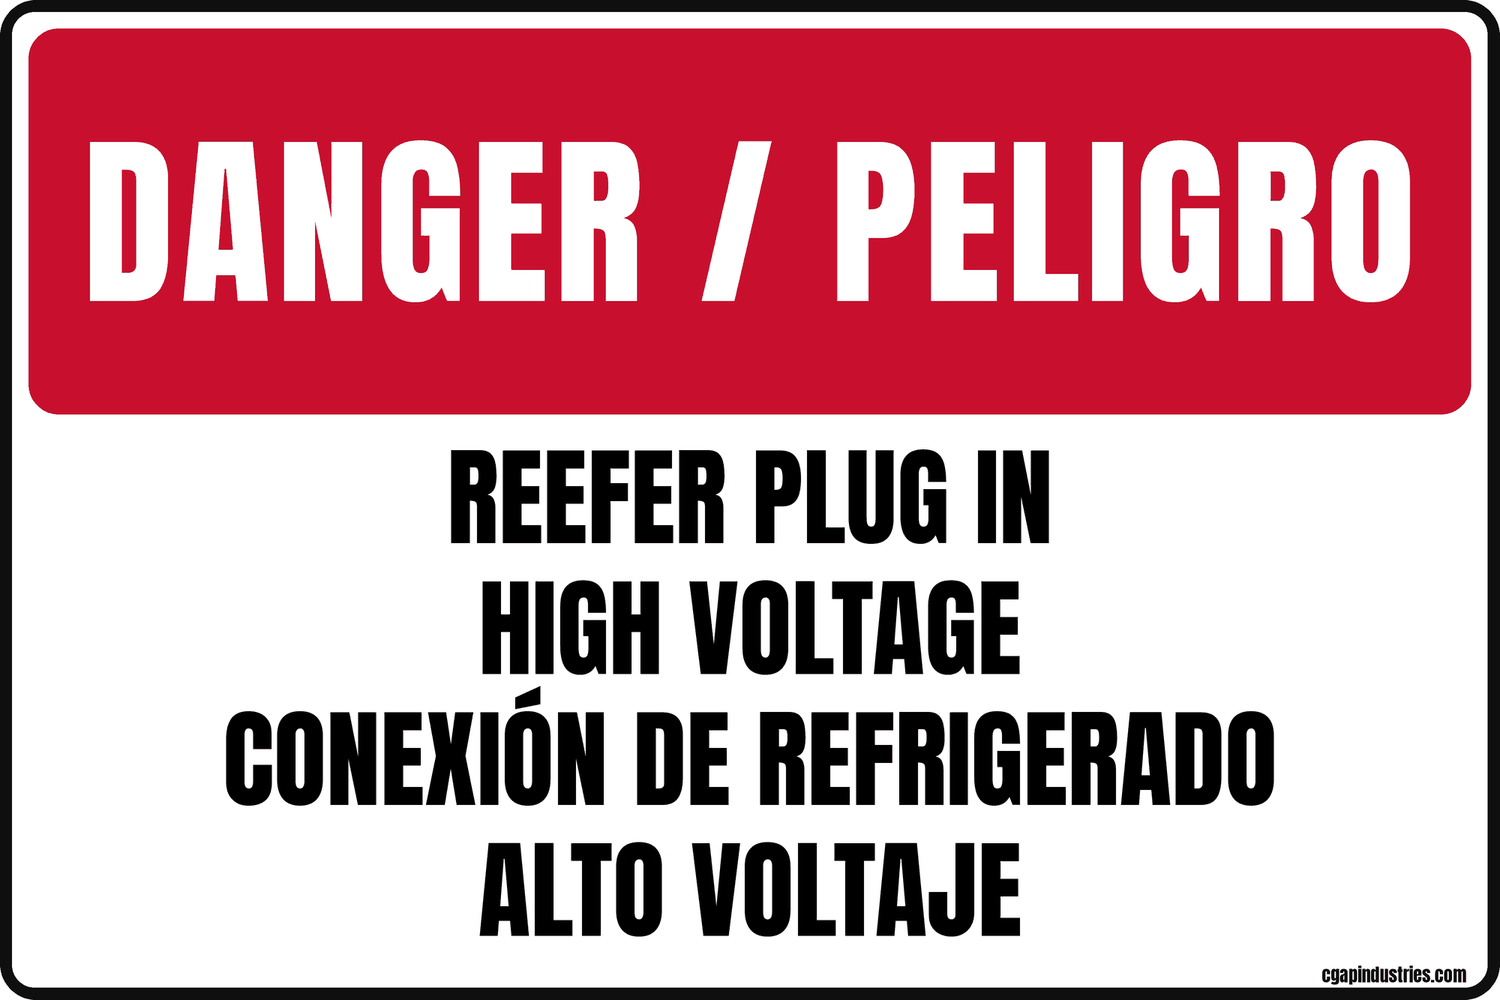 DANGER / PELIGRO
REEFER PLUG IN
HIGH VOLTAGE
CONEXIÓN DE REFRIGERADO
ALTO VOLTAJE
cgapindustries.com